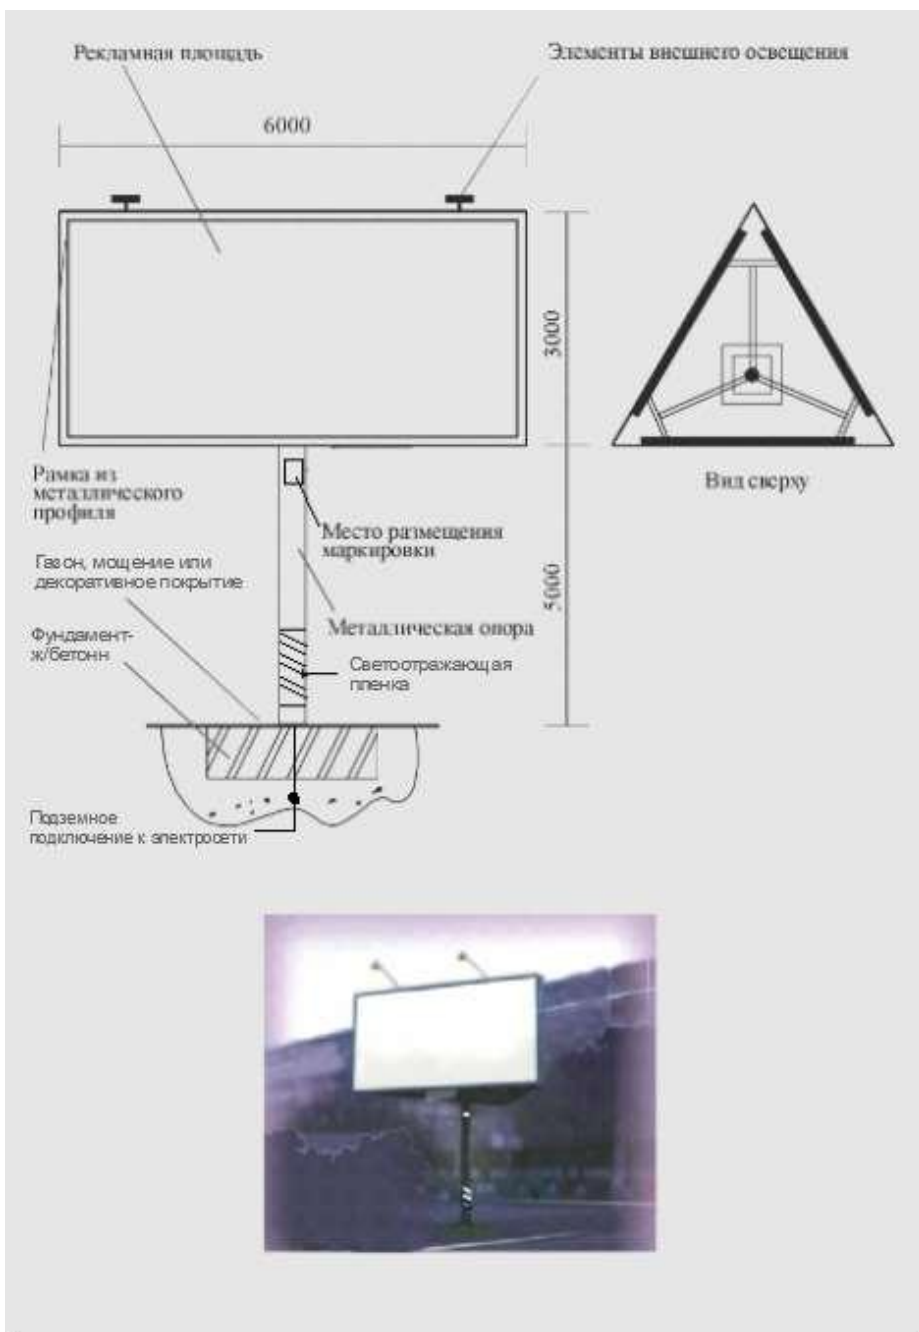 Рекламная площадь
Элементы внешнего освещения
6000
3000
Рамка из
металлического
профиля
Вид сверху
Место размещения
маркировки
Газон, мощение или
декоративное покрытие
5000
Металлическая опора
Фундамент-
ж/бетонн
Светоотражающая
пленка
Подземное
подключение к электросети